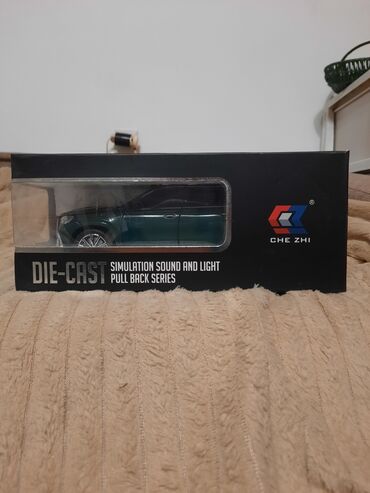 ®
CHE ZHI
DIE-CAST
SIMULATION SOUND AND LIGHT
PULL BACK SERIES